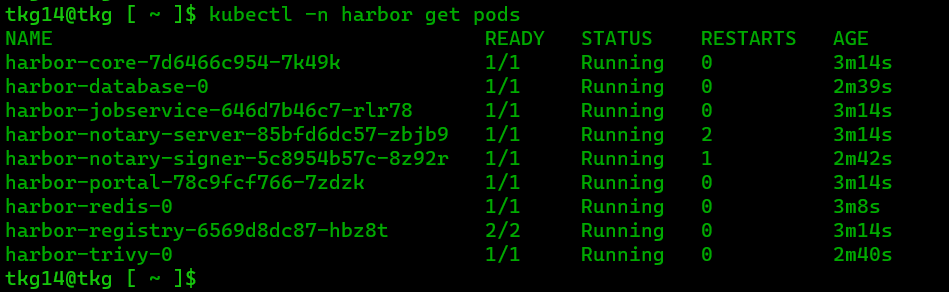 tkg14@tkg [ ~ ]$ kubectl -n harbor get pods
NAME READY STATUS RESTARTS AGE
harbor-core-7d6466c954-7k49k 1/1 Running 0 3m14s
harbor-database-0 1/1 Running 0 2m39s
harbor-jobservice-646d7b46c7-rlr78 1/1 Running 0 3m14s
harbor-notary-server-85bfd6dc57-zbjb9 1/1 Running 2 3m14s
harbor-notary-signer-5c8954b57c-8z92r 1/1 Running 1 2m42s
harbor-portal-78c9fcf766-7zdzk 1/1 Running 0 3m14s
harbor-redis-0 1/1 Running 0 3m8s
harbor-registry-6569d8dc87-hbz8t 2/2 Running 0 3m14s
harbor-trivy-0 1/1 Running 0 2m40s
tkg14@tkg [ ~ ]$